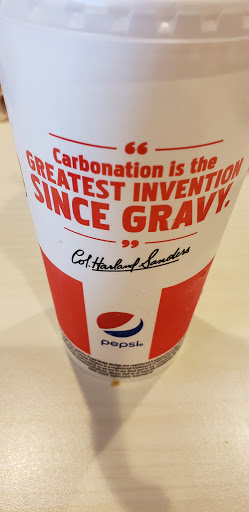 “
Carbonation is the
GREATEST INVENTION
SINCE GRAVY.
”
Col. Harland Sanders
pepsi®